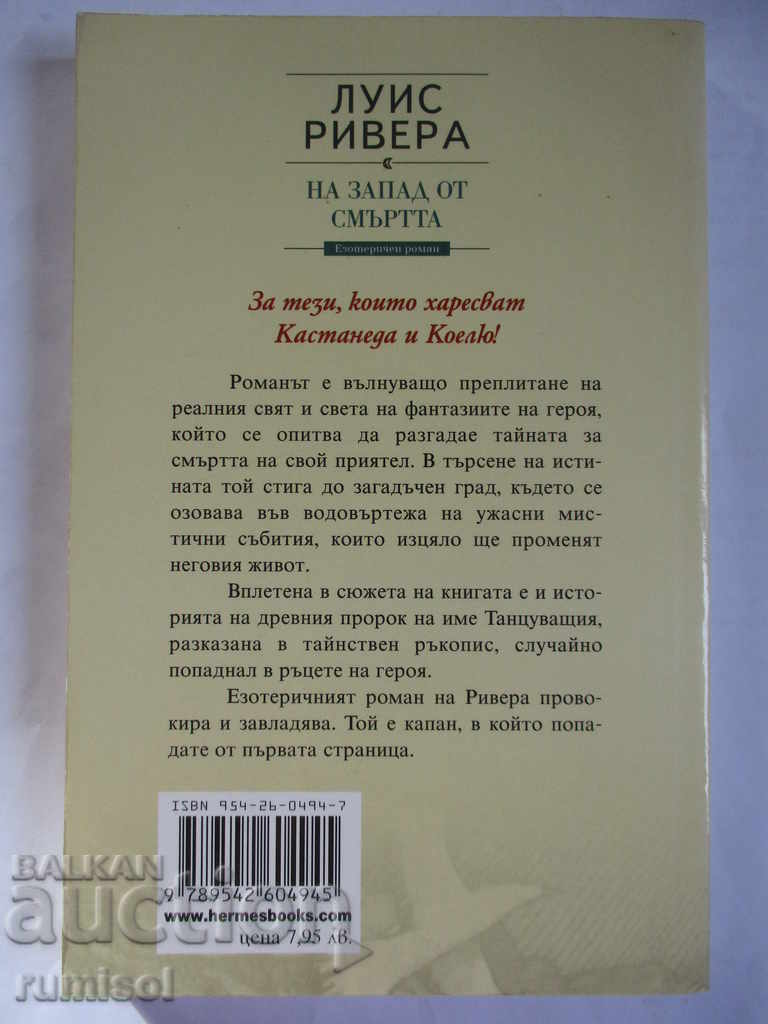 ЛУИС
РИВЕРА
НА ЗАПАД ОТ
СМЪРТТА
Езотеричен роман
За тези, които харесват
Кастанеда и Коелю!
Романът е вълнуващо преплитане на
реалния свят и света на фантазиите на героя,
който се опитва да разгадае тайната за
смъртта на свой приятел. В търсене на исти-
ната той стига до загадъчен град, където се
озовава във водовъртежа на ужасни мис-
тични събития, които изцяло ще променят
неговия живот.
Вплетена в сюжета на книгата е и исто-
рията на древния пророк на име Танцуващия,
разказана в тайнствен ръкопис, случайно
попаднал в ръцете на героя.
Езотеричният роман на Ривера прово-
кира и завладява. Той е капан, в който попа-
дате от първата страница.
ISBN 954-26-0494-7
9 789542 604945
www.hermesbooks.com
цена 7,95 лв.
BALKAN
auction
rumisol